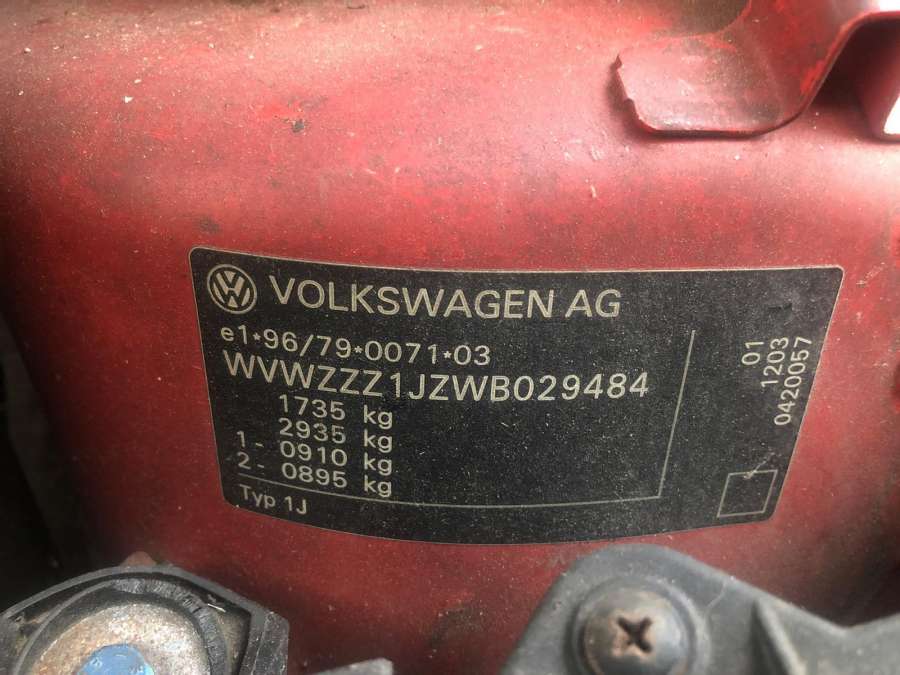 VOLKSWAGEN AG
e1*96/79*0071*03
WVWZZZ1JZWB029484
1735 kg
2935 kg
1- 0910 kg
2- 0895 kg
Typ 1J
01
1203
0420057